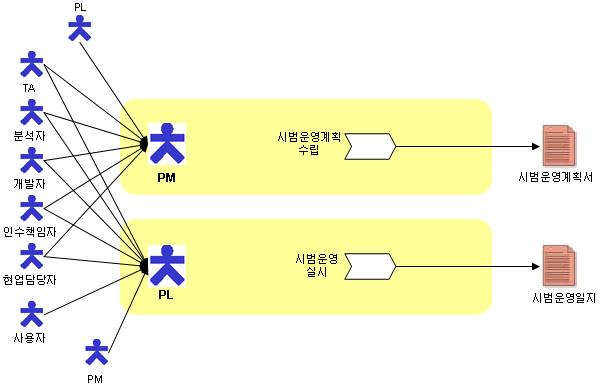 PL
TA
분석자
개발자
인수책임자
현업담당자
사용자
PM
PM
시범운영계획
수립
시범운영계획서
PL
시범운영
실시
시범운영일지